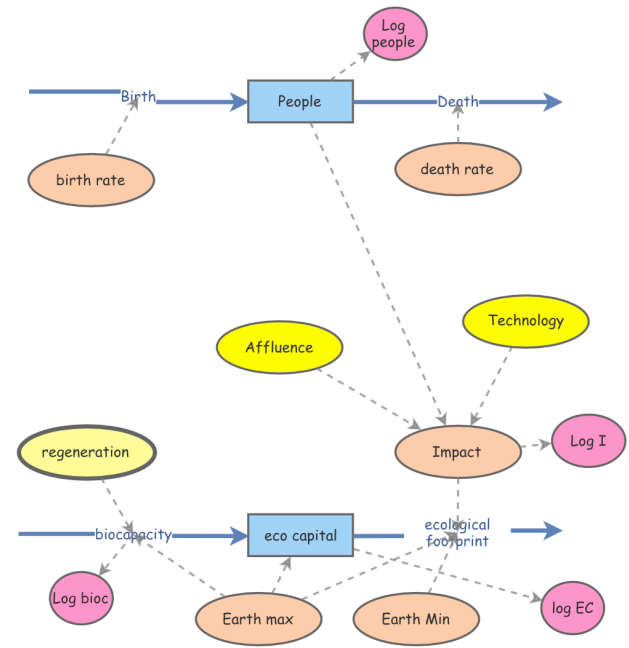 Log
people
Birth
People
Death
birth rate
death rate
Technology
Affluence
regeneration
Impact
Log I
biocapacity
eco capital
ecological
footprint
Log bioc
Earth max
Earth Min
log EC